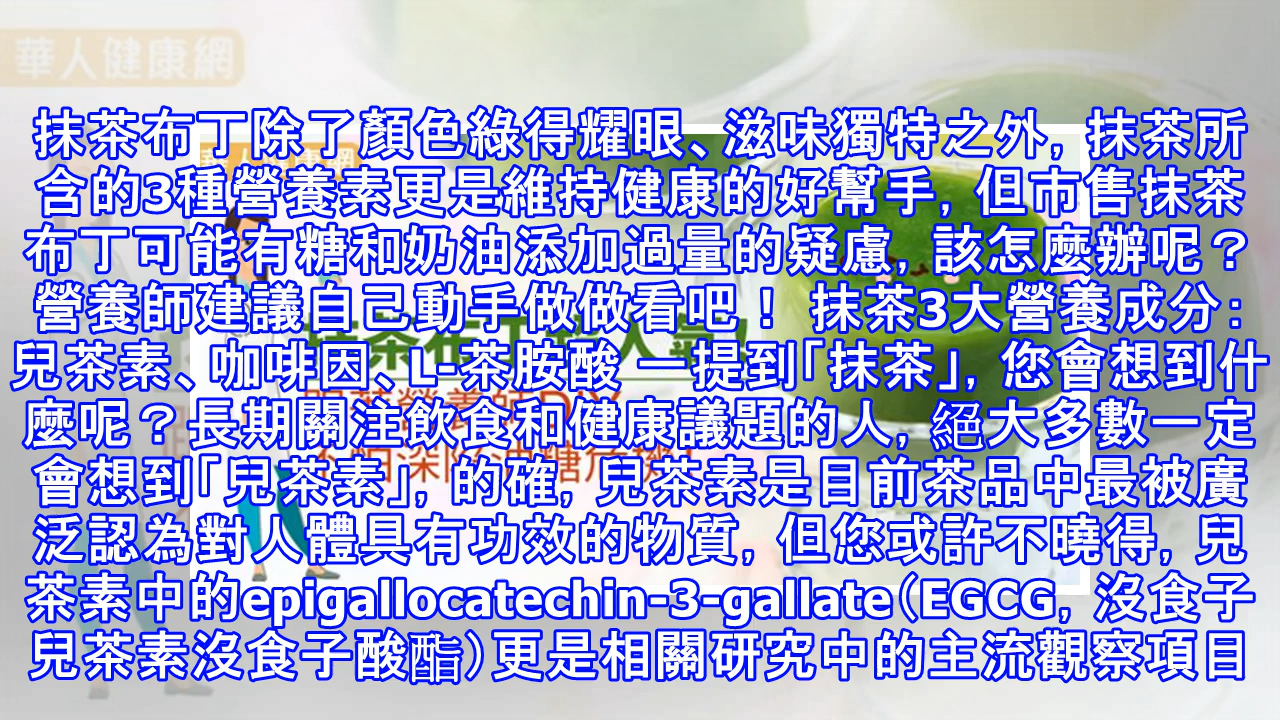 華人健康網
抹茶布丁除了顏色綠得耀眼、滋味獨特之外, 抹茶所
含的3種營養素更是維持健康的好幫手, 但市售抹茶
布丁可能有糖和奶油添加過量的疑慮, 該怎麼辦呢？
營養師建議自己動手做做看吧！ 抹茶3大營養成分:
兒茶素、咖啡因、L-茶胺酸 一提到「抹茶」, 您會想到什
麼呢？長期關注飲食和健康議題的人, 絕大多數一定
會想到「兒茶素」, 的確, 兒茶素是目前茶品中最被廣
泛認為對人體具有功效的物質, 但您或許不曉得, 兒
茶素中的epigallocatechin-3-gallate（EGCG, 沒食子
兒茶素沒食子酸酯）更是相關研究中的主流觀察項目